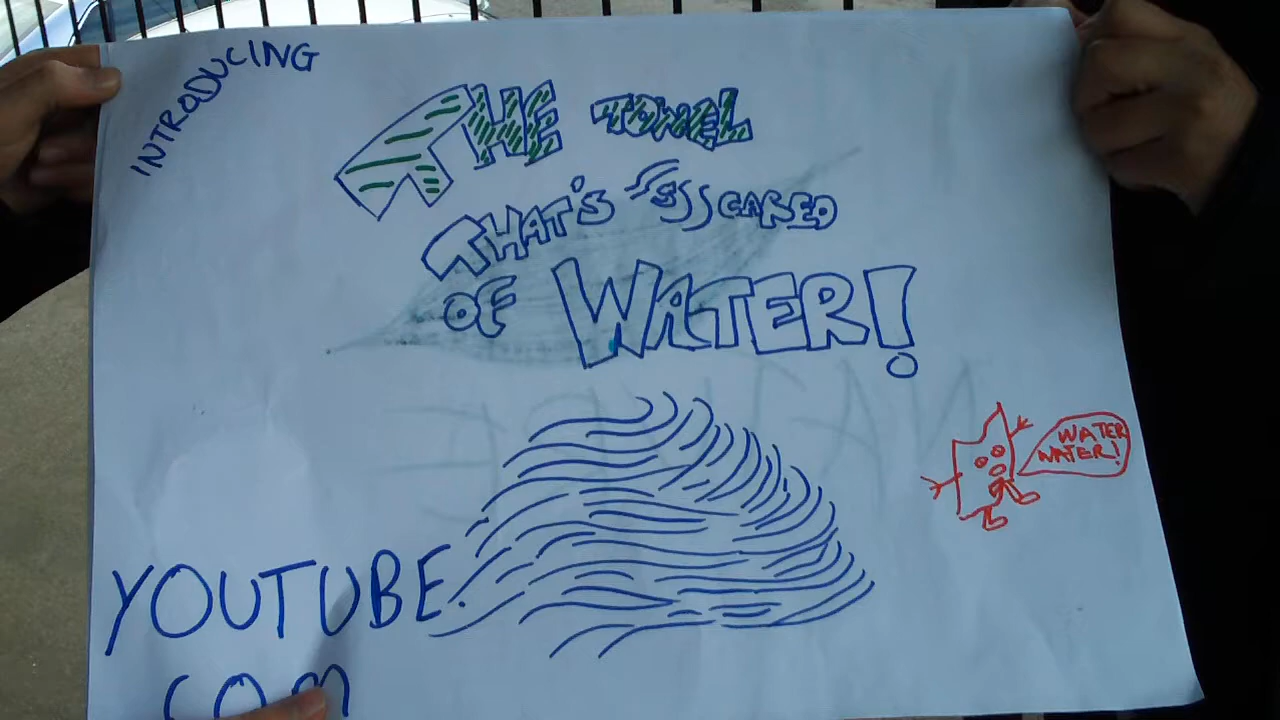 INTRODUCING
THE TOWEL
THAT'S SCARED
OF WATER!
WATER
WATER!
YOUTUBE.
COM